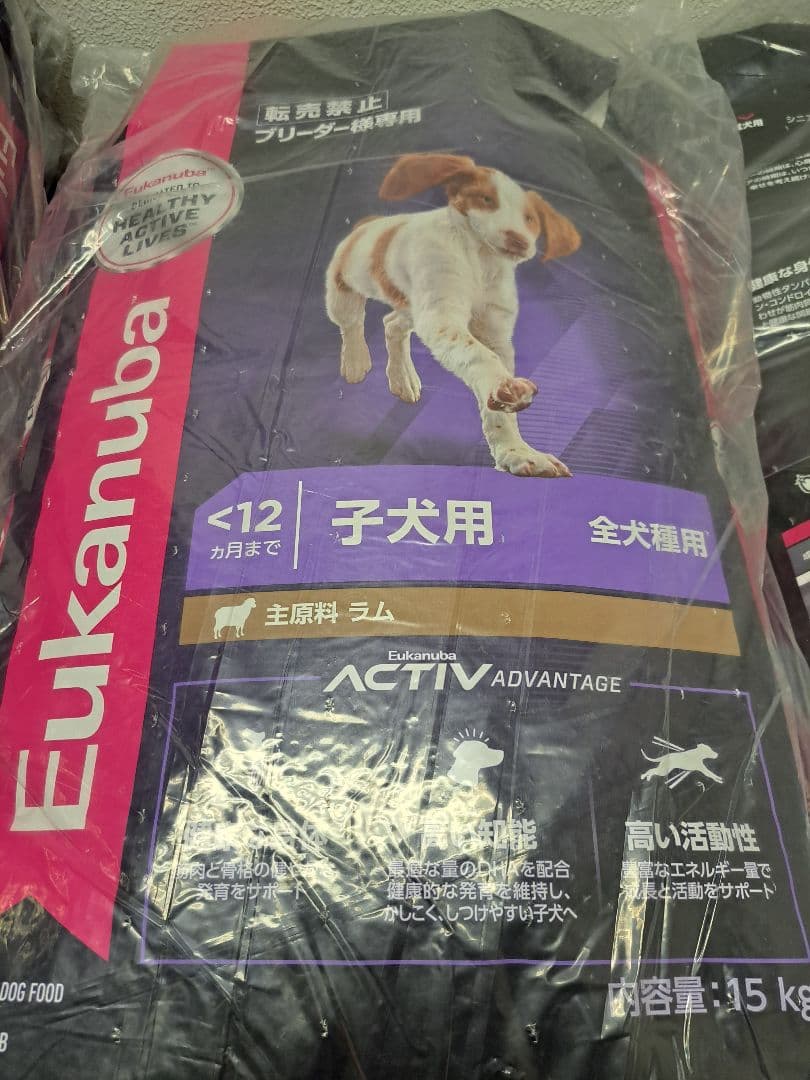 転売禁止
ブリーダー様専用
Eukanuba
DEDICATED TO
HEALTHY
ACTIVE
LIVES
Eukanuba
<12
ヵ月まで
子犬用
全犬種用
主原料 ラム
Eukanuba
ACTIV ADVANTAGE
高い知能
最適な量のDHAを配合
健康的な発育を維持し、
かしこく、しつけやすい子犬へ
高い活動性
豊富なエネルギー量で
成長と活動をサポート
発育をサポート
DOG FOOD
内容量:15 kg